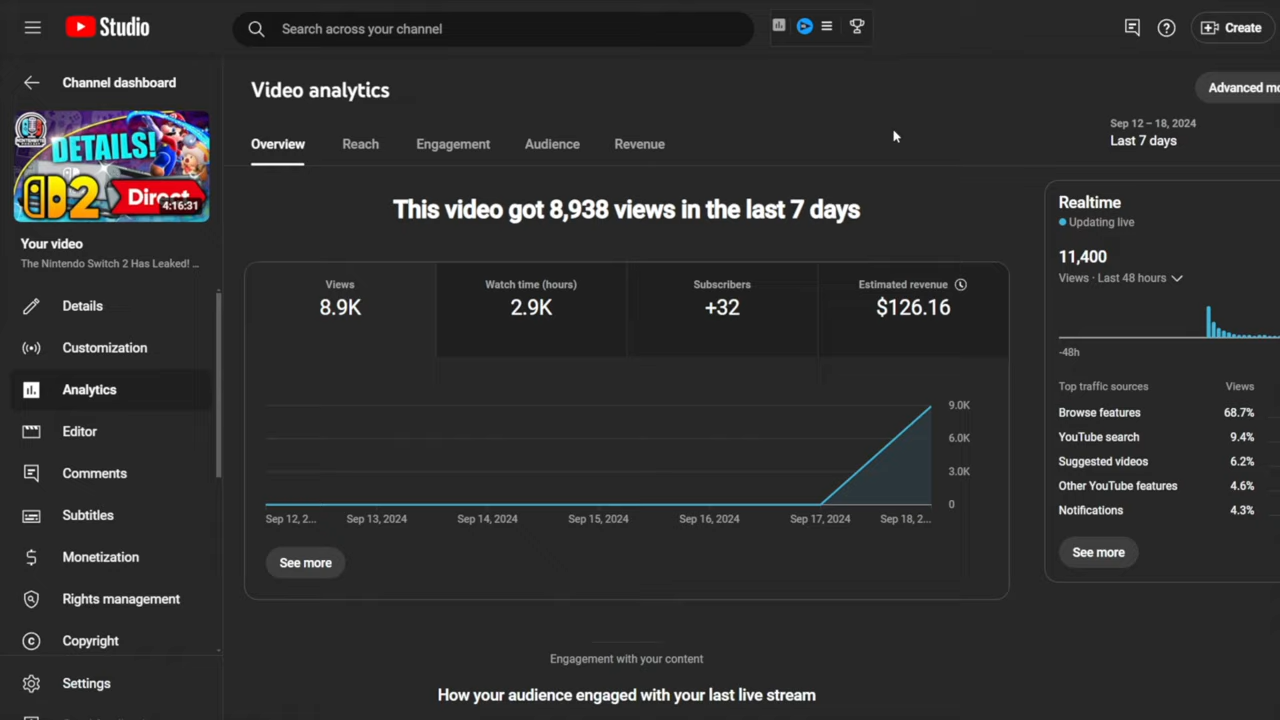 Studio
Search across your channel
Create
Channel dashboard
DETAILS!
2
Direct
4:16:31
Your video
The Nintendo Switch 2 Has Leaked! ...
Details
Customization
Analytics
Editor
Comments
Subtitles
Monetization
Rights management
Copyright
Settings
Video analytics
Advanced mo
Overview
Reach
Engagement
Audience
Revenue
Sep 12 – 18, 2024
Last 7 days
This video got 8,938 views in the last 7 days
Views
8.9K
Watch time (hours)
2.9K
Subscribers
+32
Estimated revenue
$126.16
9.0K
6.0K
3.0K
0
Sep 12, 2...
Sep 13, 2024
Sep 14, 2024
Sep 15, 2024
Sep 16, 2024
Sep 17, 2024
Sep 18, 2...
See more
Realtime
Updating live
11,400
Views · Last 48 hours
-48h
Top traffic sources
Views
Browse features
68.7%
YouTube search
9.4%
Suggested videos
6.2%
Other YouTube features
4.6%
Notifications
4.3%
See more
Engagement with your content
How your audience engaged with your last live stream